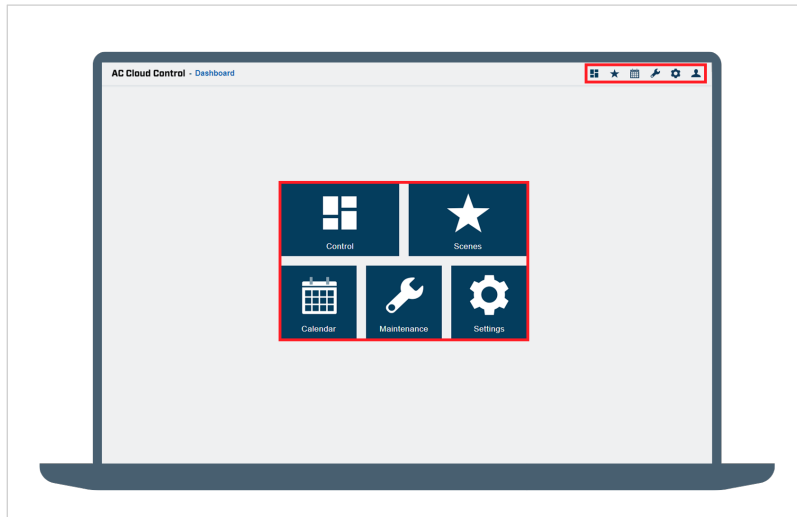 AC Cloud Control - Dashboard
Control
Scenes
Calendar
Maintenance
Settings